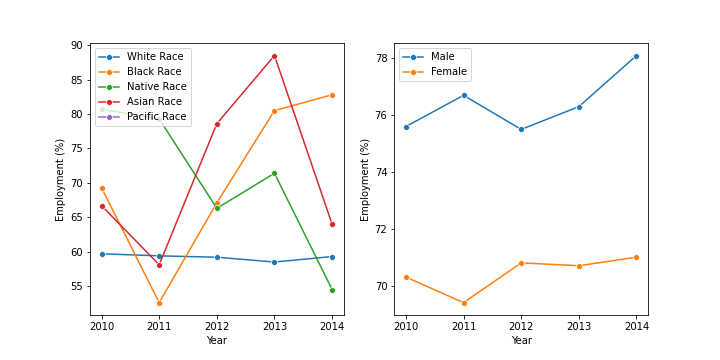 90
85
80
75
70
65
60
55
Employment (%)
White Race
Black Race
Native Race
Asian Race
Pacific Race
2010 2011 2012 2013 2014
Year
78
76
74
72
70
Employment (%)
Male
Female
2010 2011 2012 2013 2014
Year